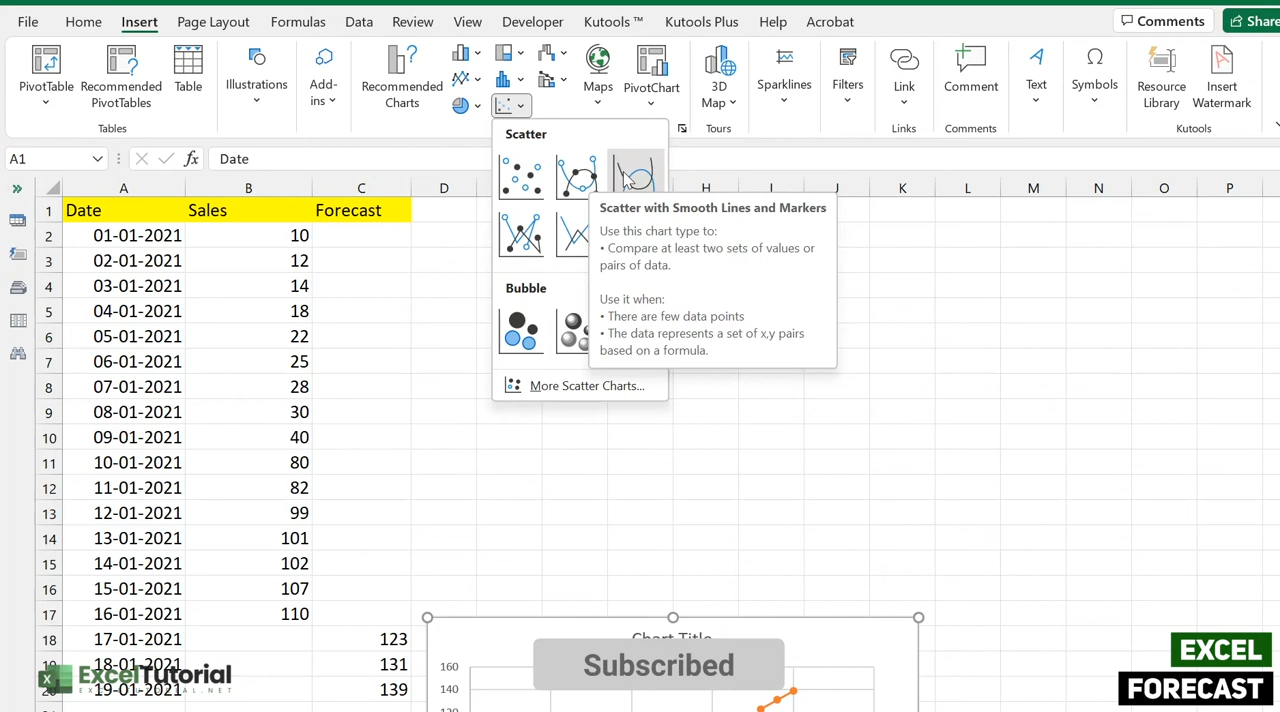 File Home Insert Page Layout Formulas Data Review View Developer Kutools ™ Kutools Plus Help Acrobat Comments Share
PivotTable
Recommended
PivotTables
Table
Tables
Illustrations
Add-
ins
Recommended
Charts
Maps
PivotChart
3D
Map
Tours
Sparklines
Filters
Link
Links
Comment
Comments
Text
Symbols
Resource
Library
Insert
Watermark
Kutools
A1 fx Date
Scatter
Scatter with Smooth Lines and Markers
Use this chart type to:
• Compare at least two sets of values or
pairs of data.
Use it when:
• There are few data points
• The data represents a set of x,y pairs
based on a formula.
Bubble
More Scatter Charts...
A B C D H I J K L M N O P
1 Date Sales Forecast
2 01-01-2021 10
3 02-01-2021 12
4 03-01-2021 14
5 04-01-2021 18
6 05-01-2021 22
7 06-01-2021 25
8 07-01-2021 28
9 08-01-2021 30
10 09-01-2021 40
11 10-01-2021 80
12 11-01-2021 82
13 12-01-2021 99
14 13-01-2021 101
15 14-01-2021 102
16 15-01-2021 107
17 16-01-2021 110
18 17-01-2021 123
18-01-2021 131
19-01-2021 139
Chart Title
160
140
120
Subscribed
ExcelTutorial
EXCEL
FORECAST